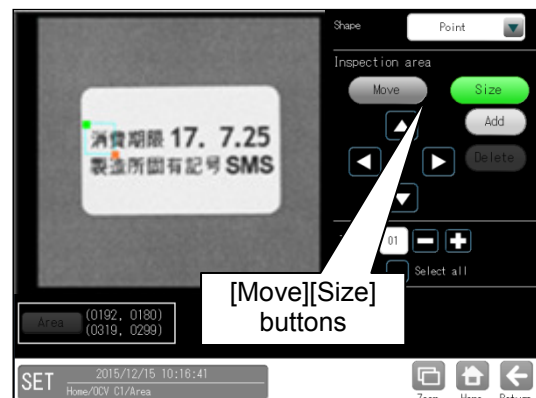 Shape
Point
Inspection area
Move
Size
Add
Delete
消費期限 17. 7.25
製造所固有記号 SMS
01
Select all
[Move][Size]
buttons
Area
(0192, 0180)
(0319, 0299)
SET
2015/12/15 10:16:41
Home/OCV C1/Area
Zoom
Home
Return